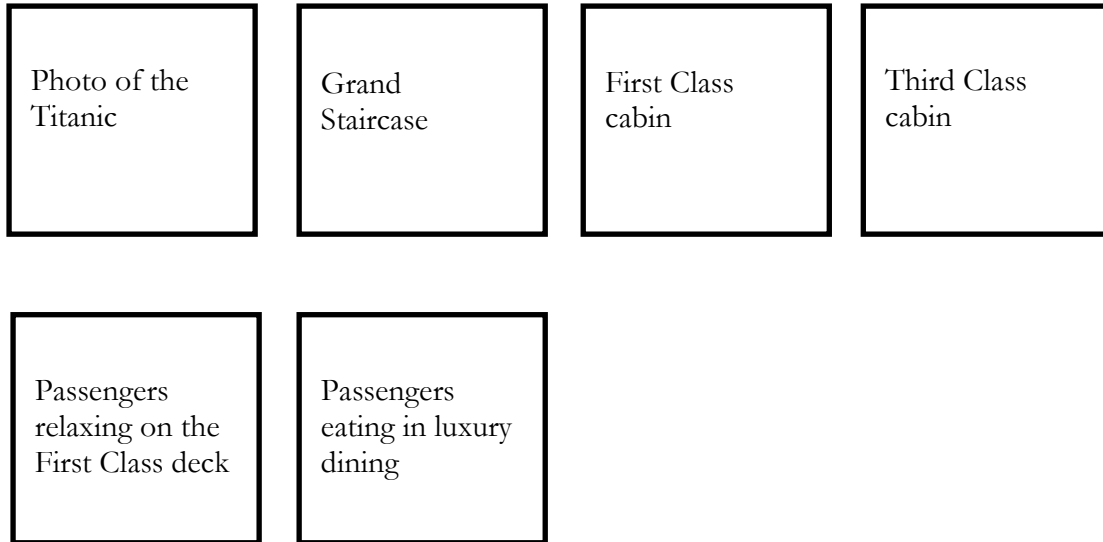 Photo of the
Titanic
Grand
Staircase
First Class
cabin
Third Class
cabin
Passengers
relaxing on the
First Class deck
Passengers
eating in luxury
dining